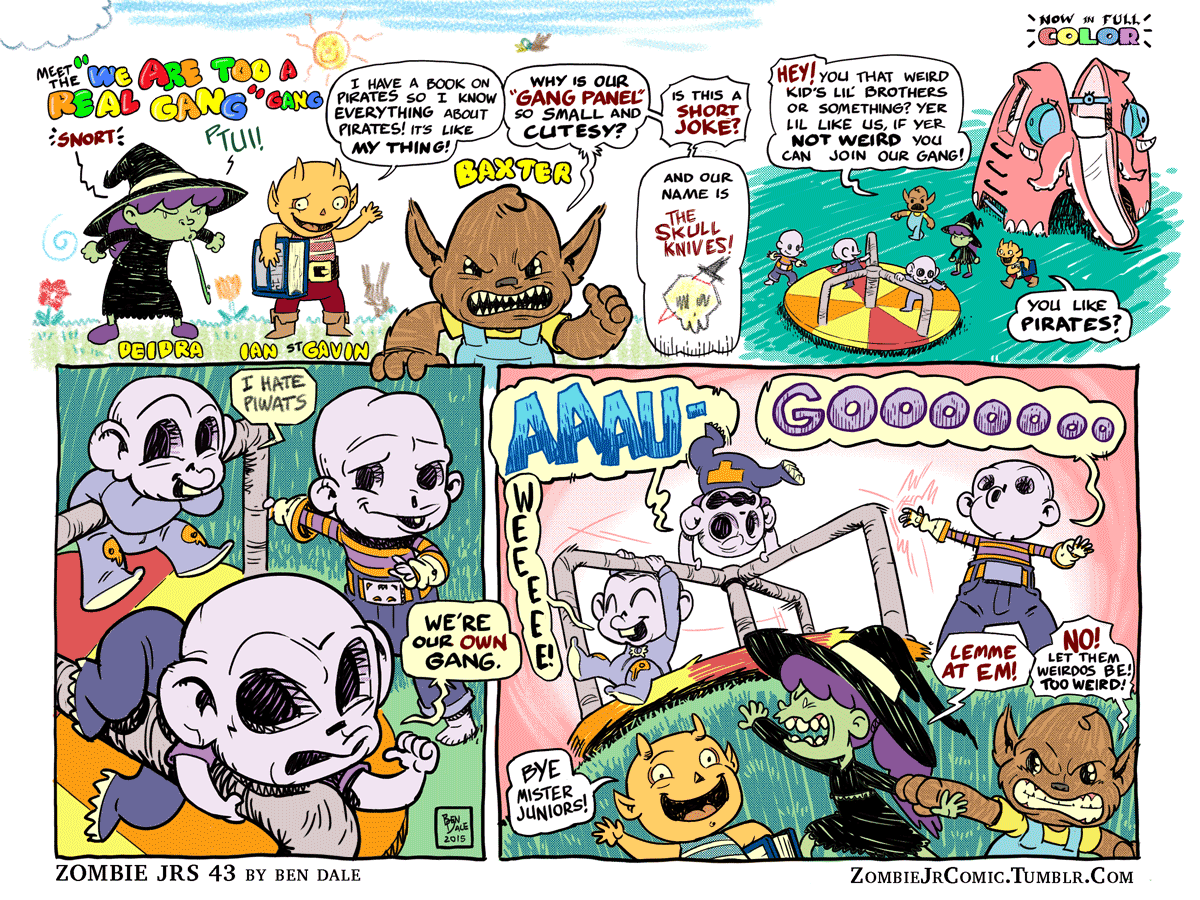 NOW IN FULL
COLOR
MEET
THE "WE ARE TOO A
REAL GANG" GANG
SNORT
PTUI!
I HAVE A BOOK ON
PIRATES SO I KNOW
EVERYTHING ABOUT
PIRATES! IT'S LIKE
MY THING!
WHY IS OUR
"GANG PANEL"
SO SMALL AND
CUTESY?
IS THIS A
SHORT
JOKE?
AND OUR
NAME IS
THE
SKULL
KNIVES!
BAXTER
DEIDRA
IAN ST GAVIN
HEY! YOU THAT WEIRD
KID'S LIL' BROTHERS
OR SOMETHING? YER
LIL LIKE US, IF YER
NOT WEIRD YOU
CAN JOIN OUR GANG!
YOU LIKE
PIRATES?
I HATE
PIWATS
WE'RE
OUR OWN
GANG.
BEN
DALE
2015
AAAU-
GOOOOOOO
WEEEEEE!
LEMME
AT EM!
NO!
LET THEM
WEIRDOS BE!
TOO WEIRD!
BYE
MISTER
JUNIORS!
ZOMBIE JRS 43 BY BEN DALE
ZOMBIEJRCOMIC.TUMBLR.COM